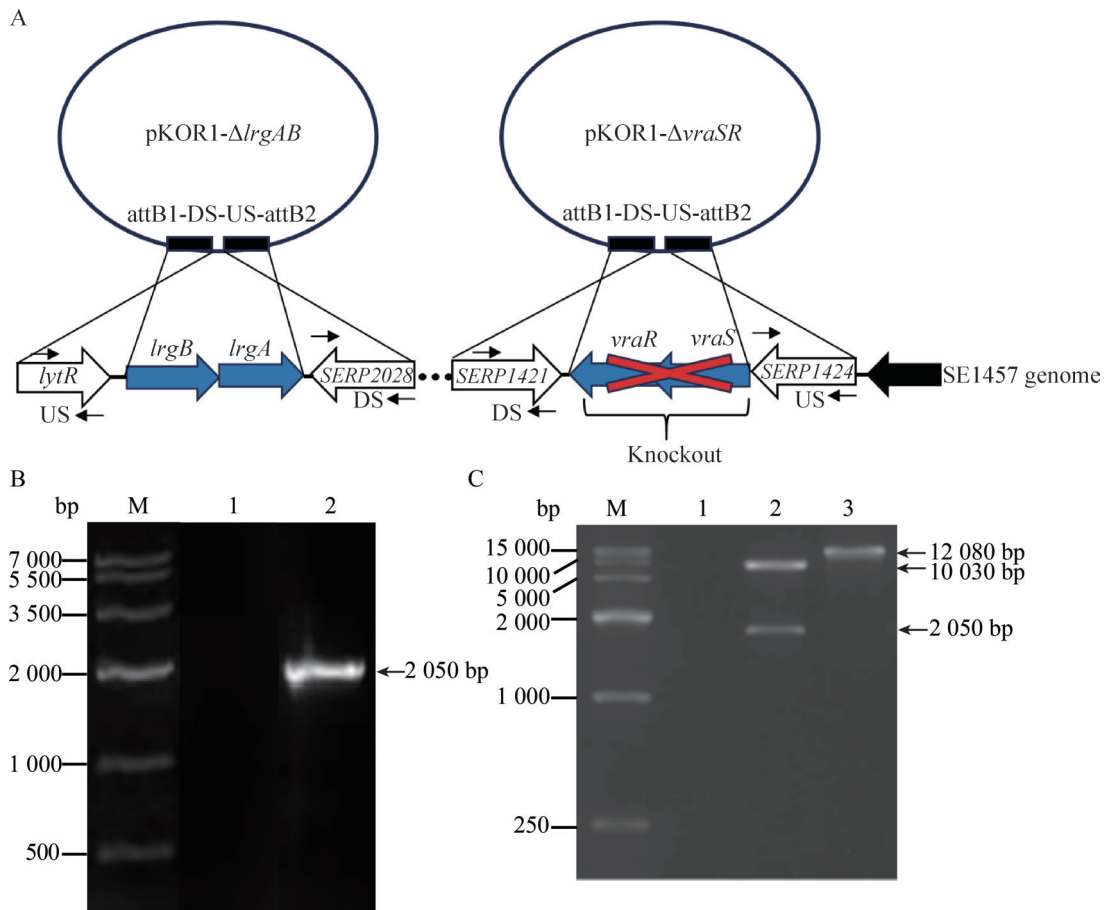 A
pKOR1-ΔlrgAB
pKOR1-ΔvraSR
attB1-DS-US-attB2
attB1-DS-US-attB2
lytR
lrgB
lrgA
SERP2028
SERP1421
vraR
vraS
SERP1424
SE1457 genome
US
DS
DS
US
Knockout
B
bp
M
1
2
7 000
5 500
3 500
2 000
1 000
500
2 050 bp
C
bp
M
1
2
3
15 000
10 000
5 000
2 000
1 000
250
12 080 bp
10 030 bp
2 050 bp